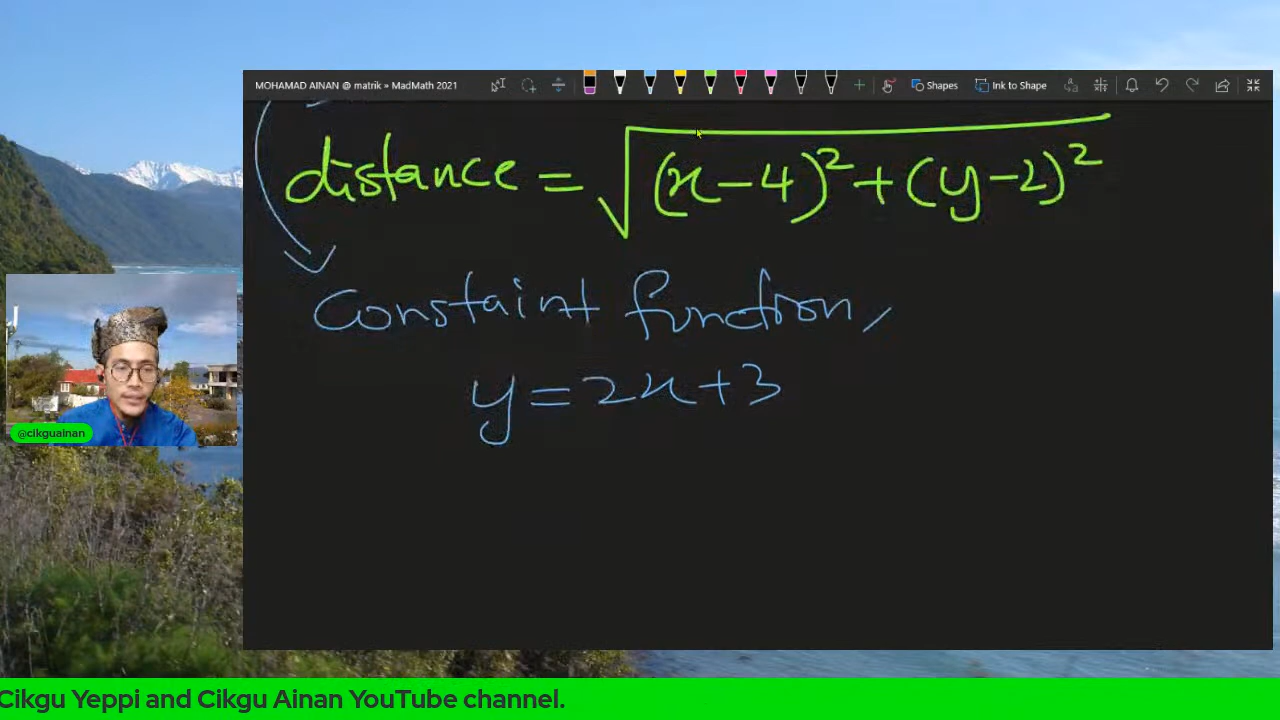 MOHAMAD AINAN @ matrik » MadMath 2021
Shapes
Ink to Shape
distance = √((x-4)²+(y-2)²)
Constaint function,
y=2x+3
@cikguainan
Cikgu Yeppi and Cikgu Ainan YouTube channel.